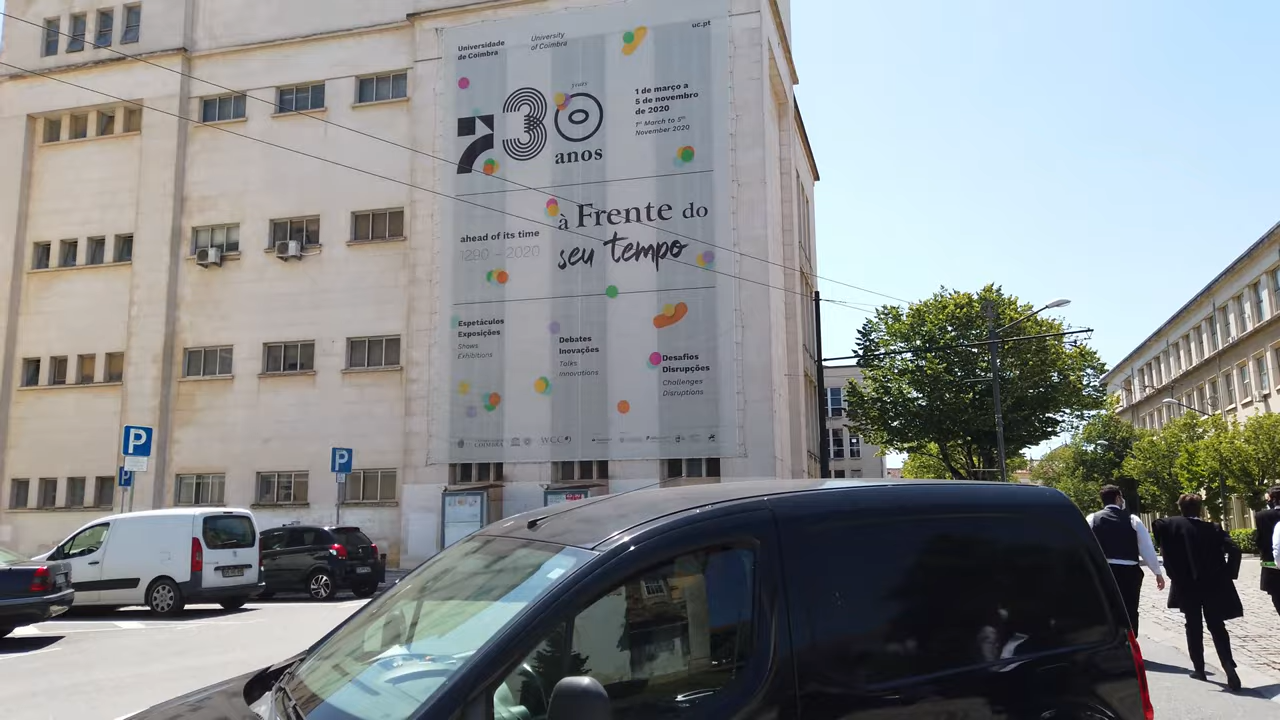 Universidade
de Coimbra
University
of Coimbra
uc.pt
730
years
anos
1 de março a
5 de novembro
de 2020
1st March to 5th
November 2020
à Frente do
seu tempo
ahead of its time
1290 – 2020
Espetáculos
Exposições
Shows
Exhibitions
Debates
Inovações
Talks
Innovations
Desafios
Disrupções
Challenges
Disruptions
WCC
P
P
P